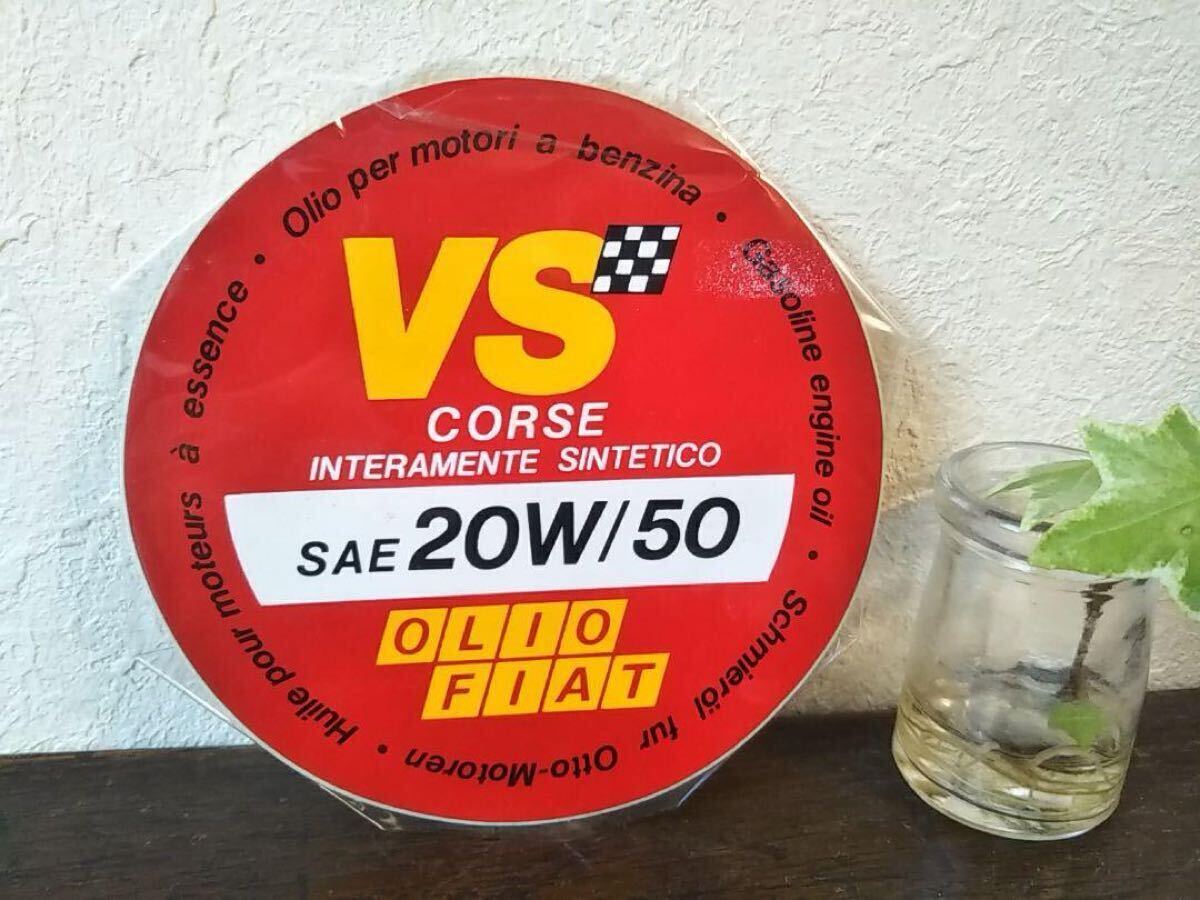 Olio per motori a benzina • Gasoline engine oil • Schmieröl fur Otto-Motoren • Huile pour moteurs à essence •
VS
CORSE
INTERAMENTE SINTETICO
SAE 20W/50
OLIO
FIAT